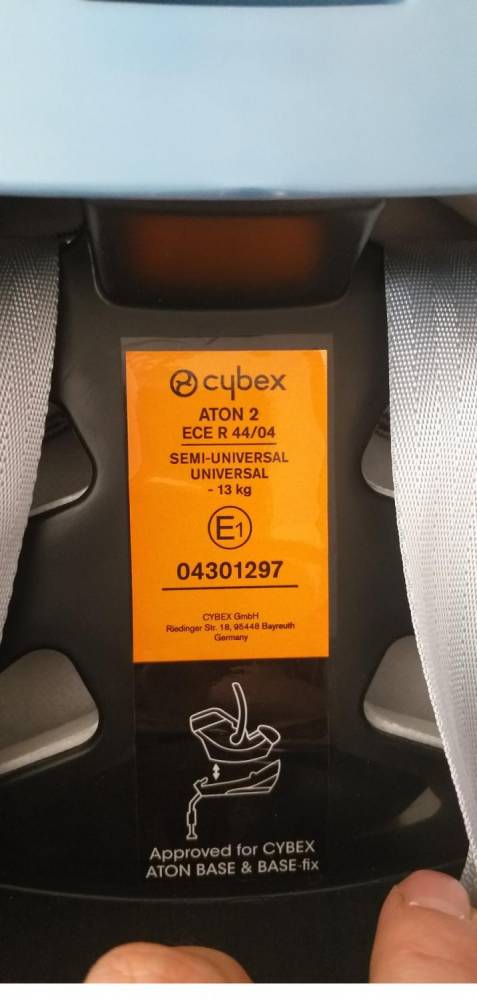 cybex
ATON 2
ECE R 44/04
SEMI-UNIVERSAL
UNIVERSAL
- 13 kg
E1
04301297
CYBEX GmbH
Riedinger Str. 18, 95448 Bayreuth
Germany
Approved for CYBEX
ATON BASE & BASE-fix